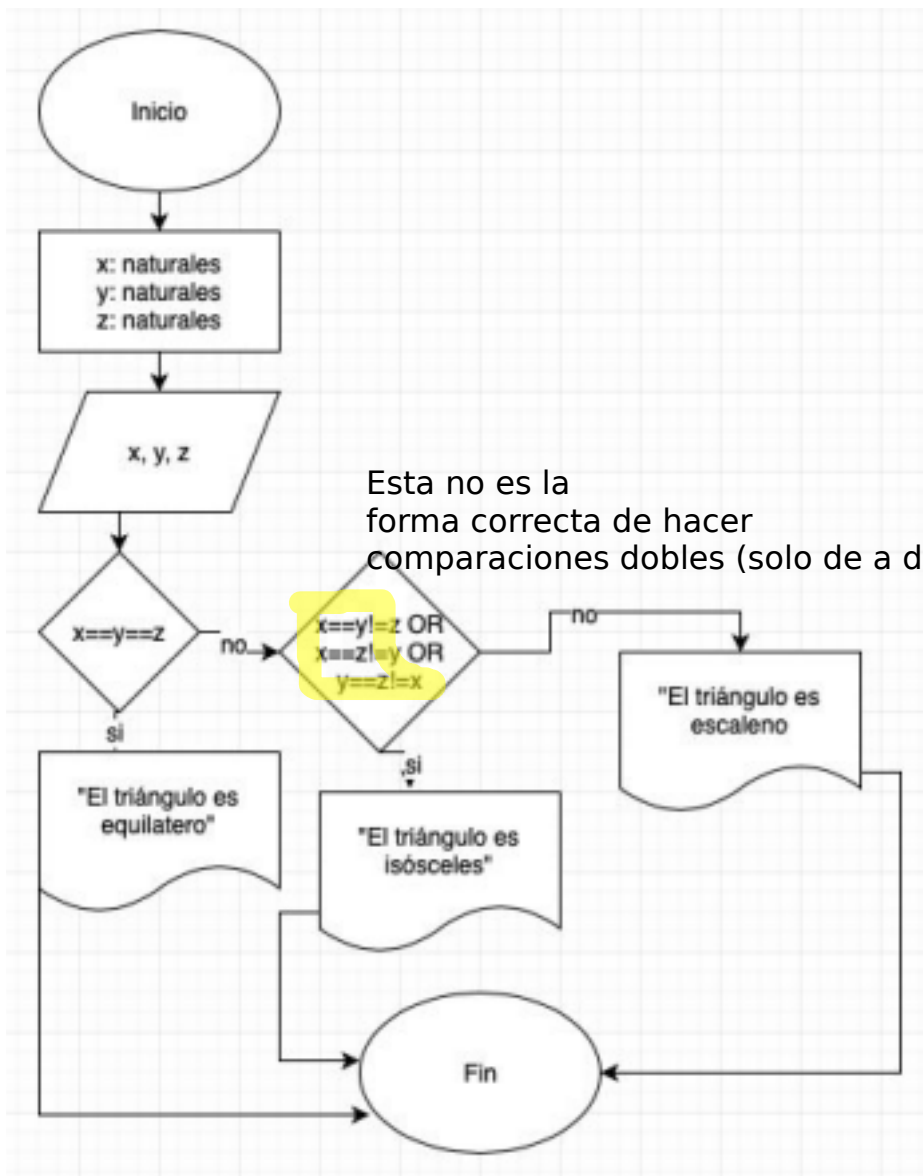 Inicio
x: naturales
y: naturales
z: naturales
x, y, z
Esta no es la
forma correcta de hacer
comparaciones dobles (solo de a d
x==y==z
no
x==y!=z OR
x==z!=y OR
y==z!=x
no
"El triángulo es
escaleno
si
"El triángulo es
equilatero"
si
"El triángulo es
isósceles"
Fin